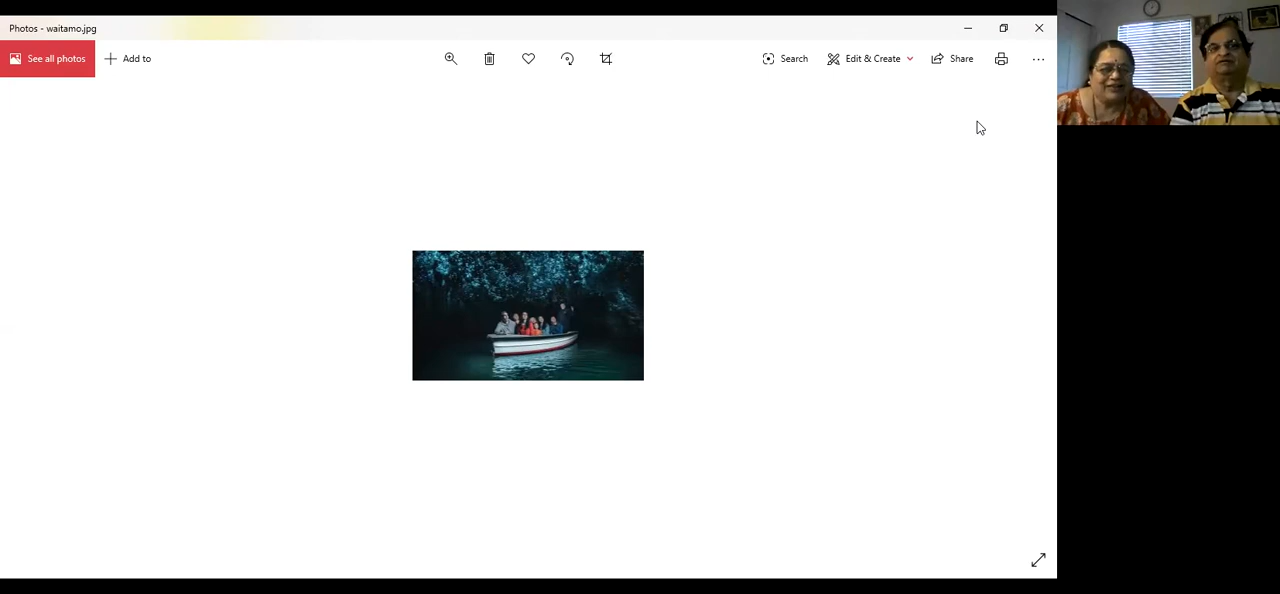 Photos - waitamo.jpg
See all photos
Add to
Search
Edit & Create
Share